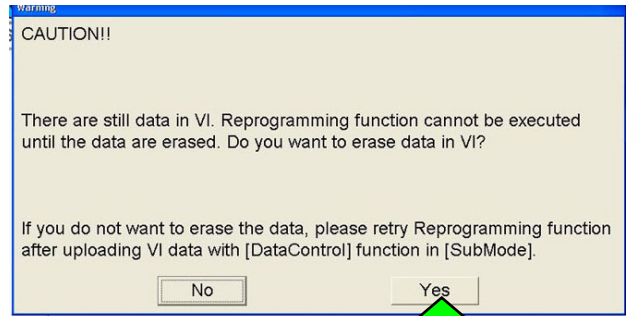 Warning
CAUTION!!
There are still data in VI. Reprogramming function cannot be executed
until the data are erased. Do you want to erase data in VI?
If you do not want to erase the data, please retry Reprogramming function
after uploading VI data with [DataControl] function in [SubMode].
No
Yes